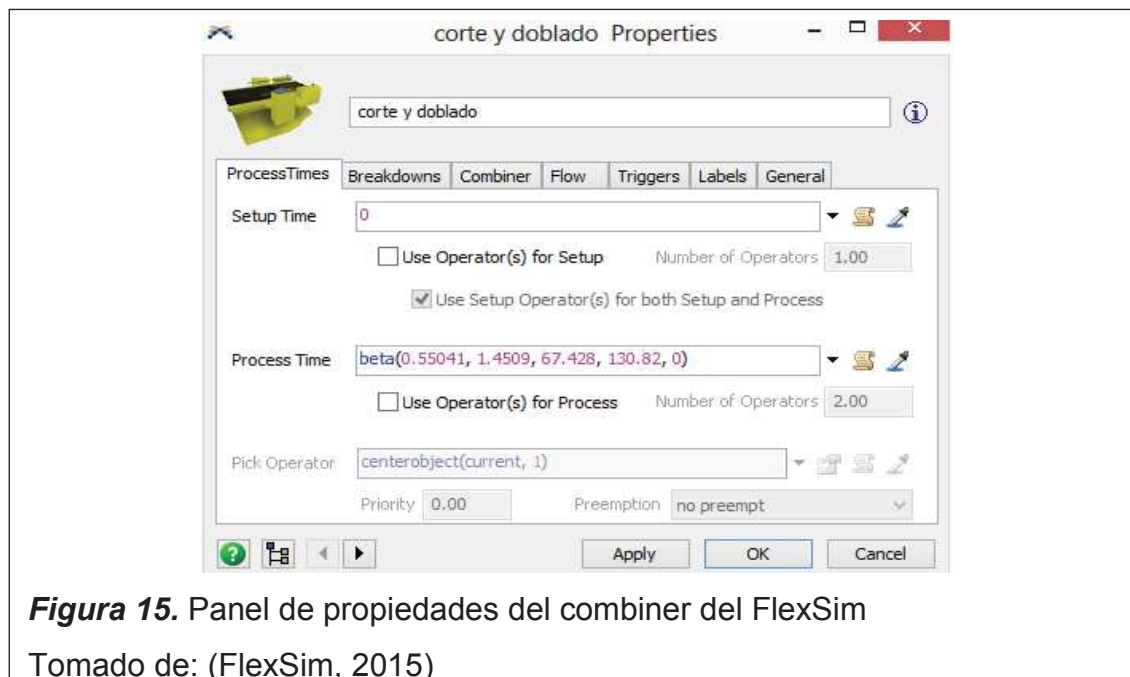 corte y doblado Properties
corte y doblado
ProcessTimes Breakdowns Combiner Flow Triggers Labels General
Setup Time 0
Use Operator(s) for Setup Number of Operators 1.00
Use Setup Operator(s) for both Setup and Process
Process Time beta(0.55041, 1.4509, 67.428, 130.82, 0)
Use Operator(s) for Process Number of Operators 2.00
Pick Operator centerobject(current, 1)
Priority 0.00 Preemption no preempt
Apply OK Cancel
Figura 15. Panel de propiedades del combiner del FlexSim
Tomado de: (FlexSim, 2015)